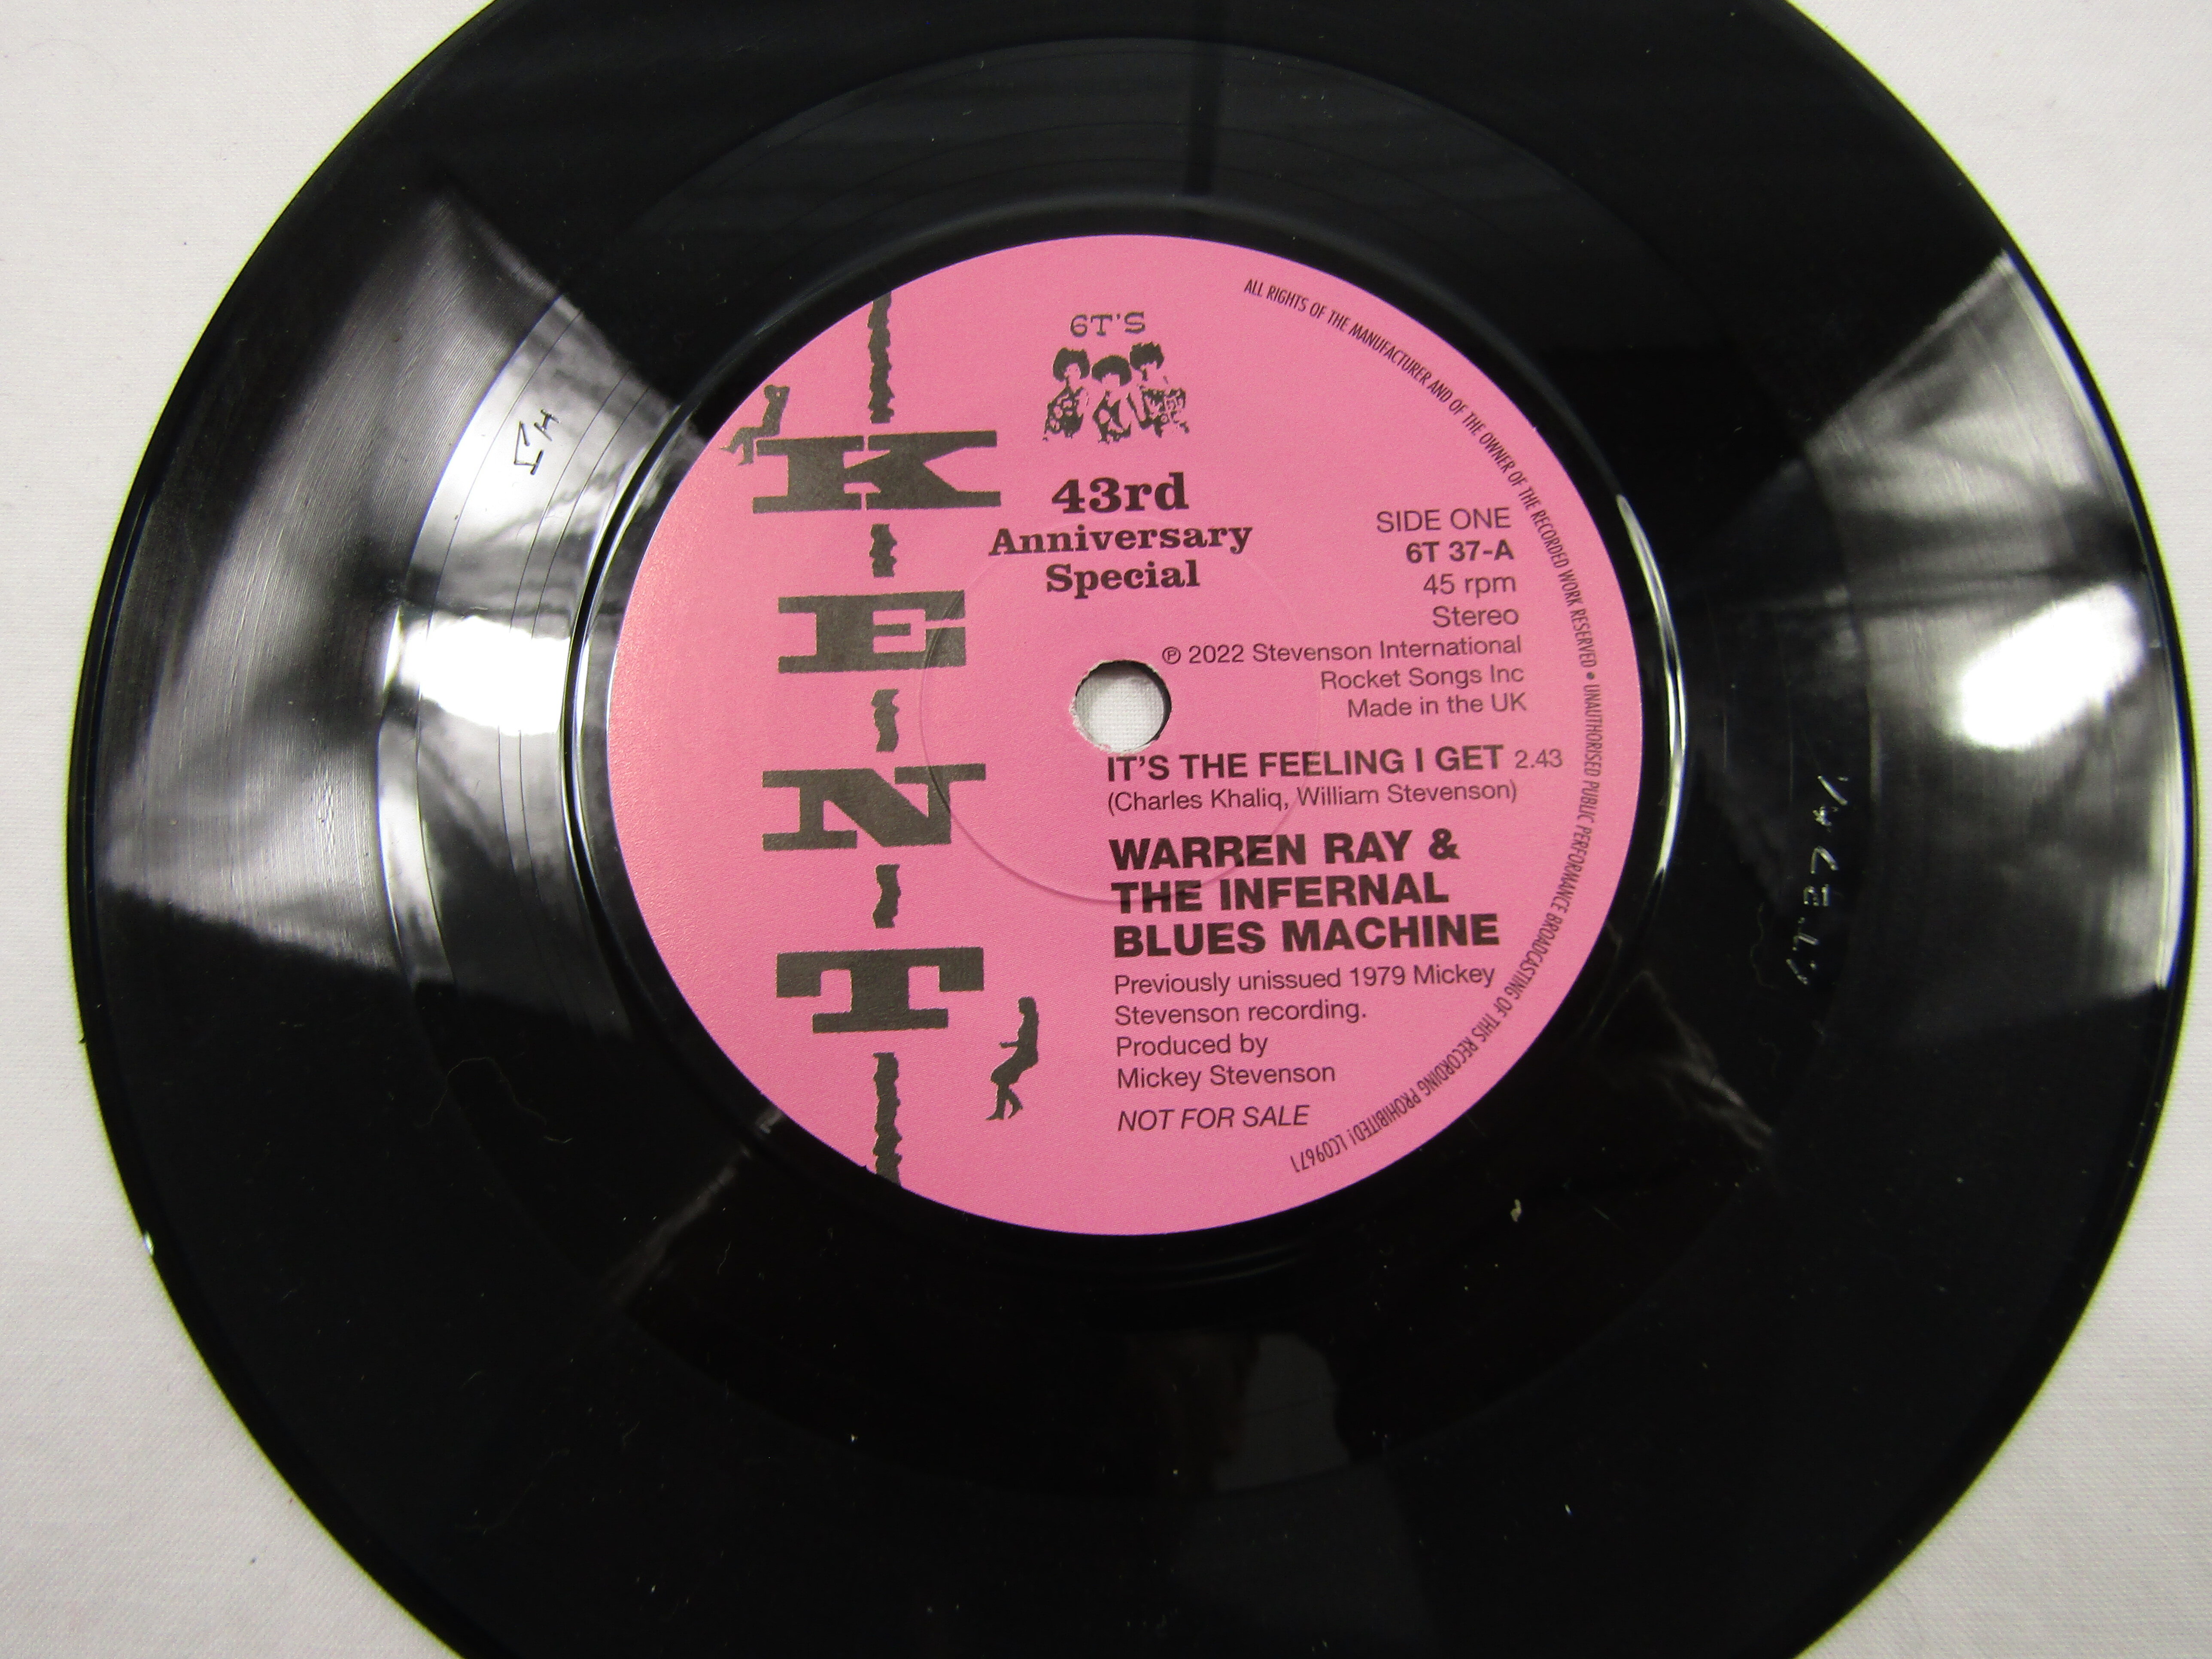 6T'S
KENT
43rd
Anniversary
Special
SIDE ONE
6T 37-A
45 rpm
Stereo
℗ 2022 Stevenson International
Rocket Songs Inc
Made in the UK
IT'S THE FEELING I GET 2.43
(Charles Khaliq, William Stevenson)
WARREN RAY &
THE INFERNAL
BLUES MACHINE
Previously unissued 1979 Mickey
Stevenson recording.
Produced by
Mickey Stevenson
NOT FOR SALE
ALL RIGHTS OF THE MANUFACTURER AND OF THE OWNER OF THE RECORDED WORK RESERVED • UNAUTHORISED PUBLIC PERFORMANCE BROADCASTING OF THIS RECORDING PROHIBITED! LC09671